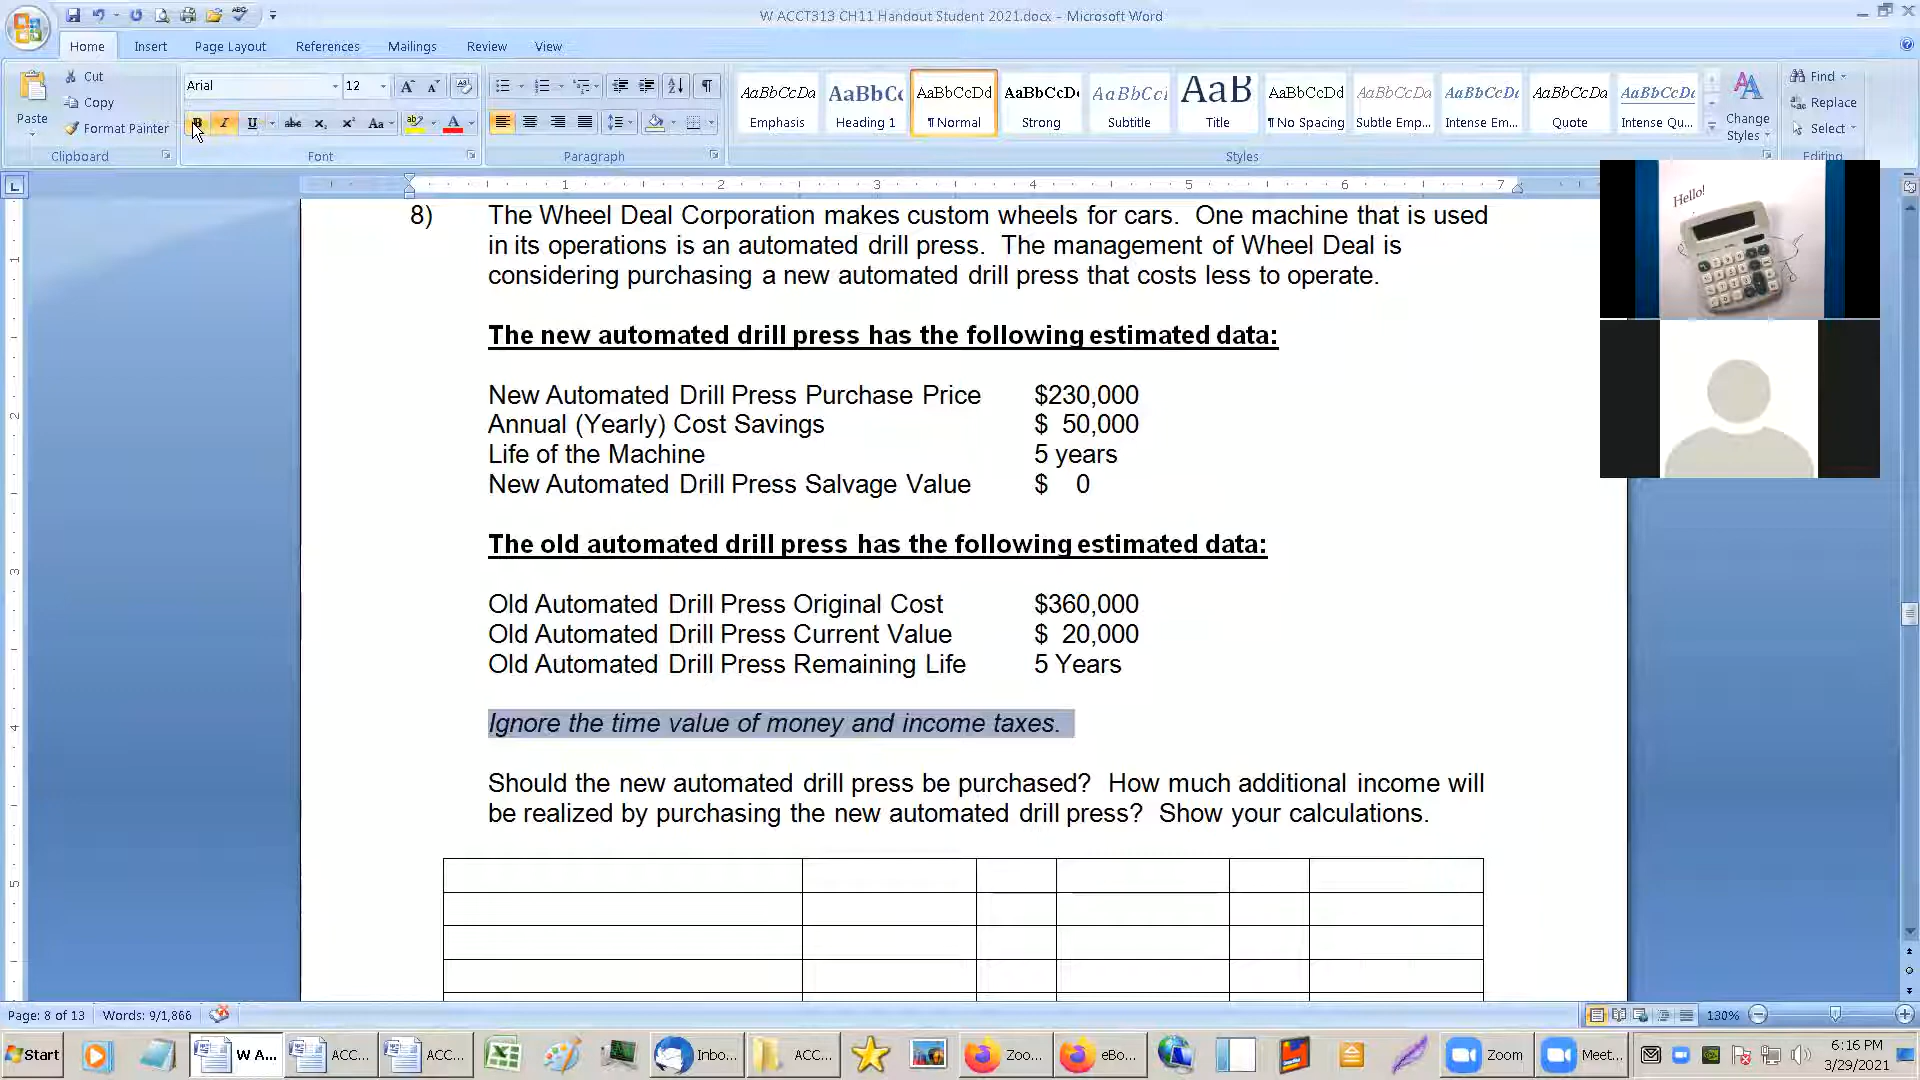 W ACCT313 CH11 Handout Student 2021.docx - Microsoft Word
Home Insert Page Layout References Mailings Review View
Paste Cut Copy Format Painter Clipboard
Arial 12 Font
Paragraph
AaBbCcDd Emphasis AaBbCc Heading 1 AaBbCcDd ¶ Normal AaBbCcDc Strong AaBbCcI Subtitle AaB Title AaBbCcDd ¶ No Spacing AaBbCcDd Subtle Emp... AaBbCcDd Intense Em... AaBbCcDd Quote AaBbCcDd Intense Qu... Change Styles Styles
Find Replace Select Editing
Hello!
8) The Wheel Deal Corporation makes custom wheels for cars. One machine that is used
in its operations is an automated drill press. The management of Wheel Deal is
considering purchasing a new automated drill press that costs less to operate.
The new automated drill press has the following estimated data:
New Automated Drill Press Purchase Price $230,000
Annual (Yearly) Cost Savings $ 50,000
Life of the Machine 5 years
New Automated Drill Press Salvage Value $ 0
The old automated drill press has the following estimated data:
Old Automated Drill Press Original Cost $360,000
Old Automated Drill Press Current Value $ 20,000
Old Automated Drill Press Remaining Life 5 Years
Ignore the time value of money and income taxes.
Should the new automated drill press be purchased? How much additional income will
be realized by purchasing the new automated drill press? Show your calculations.
Page: 8 of 13 Words: 9/1,866 130%
Start W A... ACC... ACC... Inbo... ACC... Zoo... eBo... Zoom Meet... 6:16 PM
3/29/2021